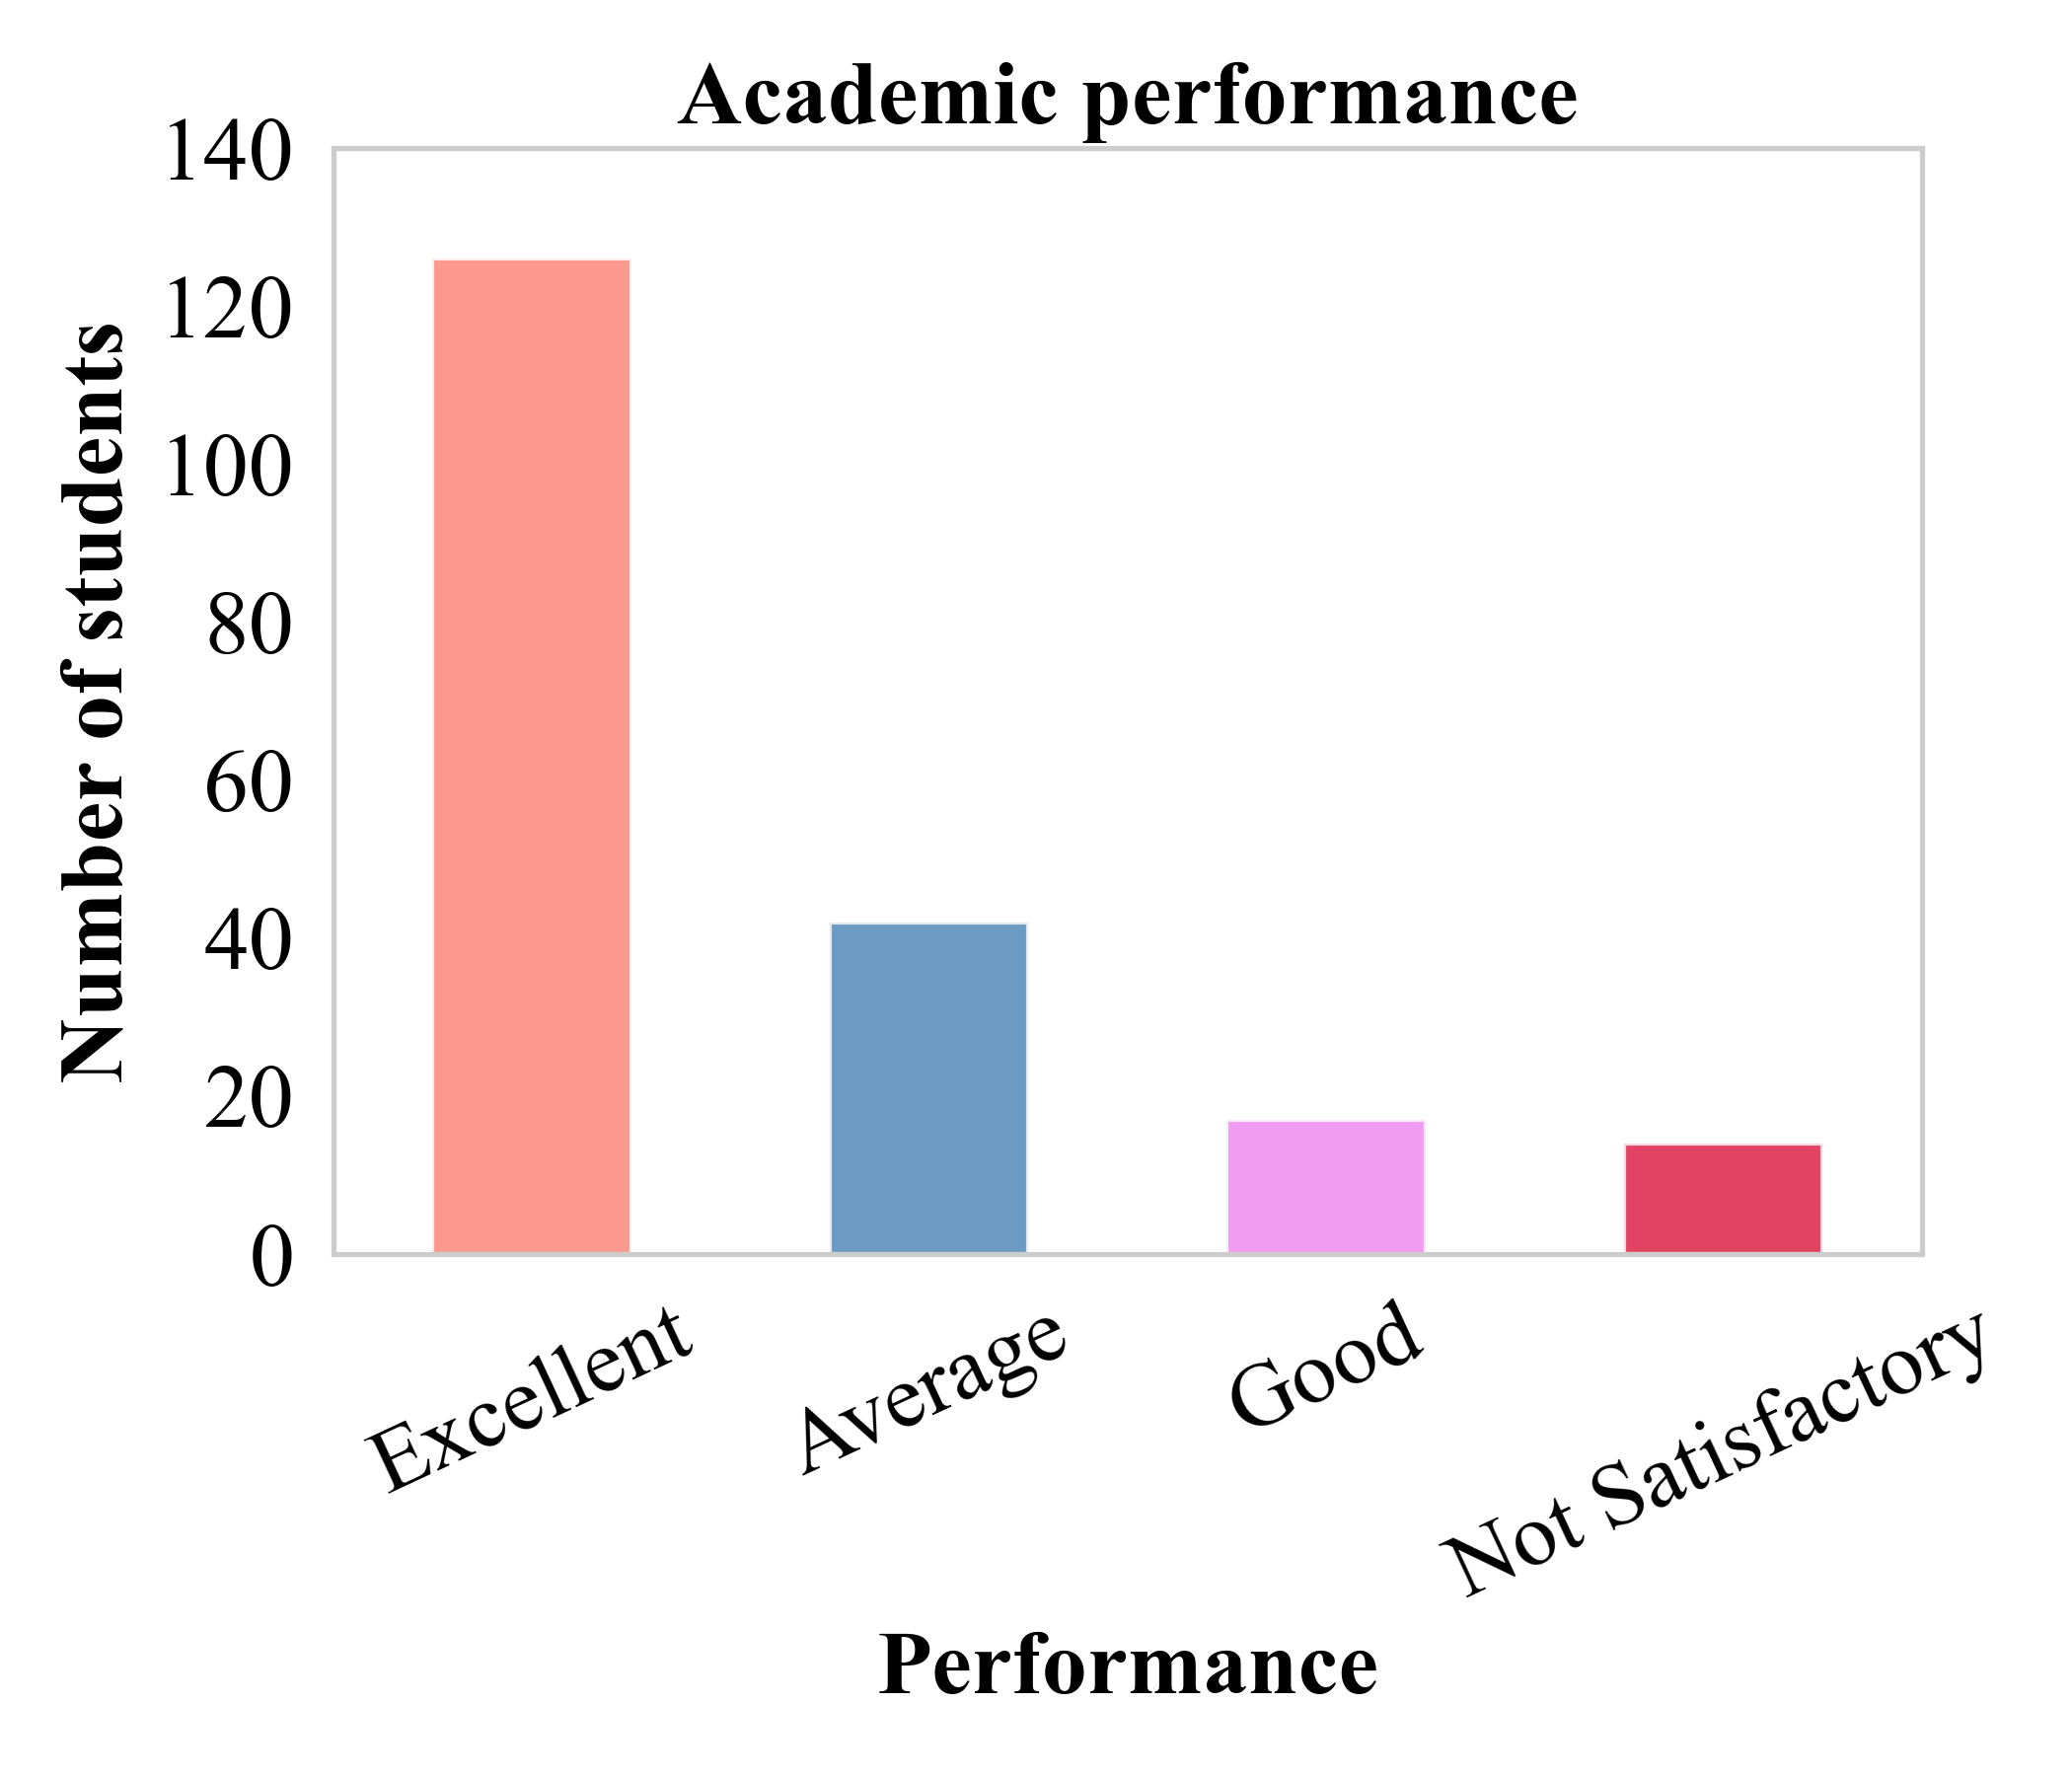 Academic performance
140
120
100
80
60
40
20
0
Number of students
Excellent
Average
Good
Not Satisfactory
Performance